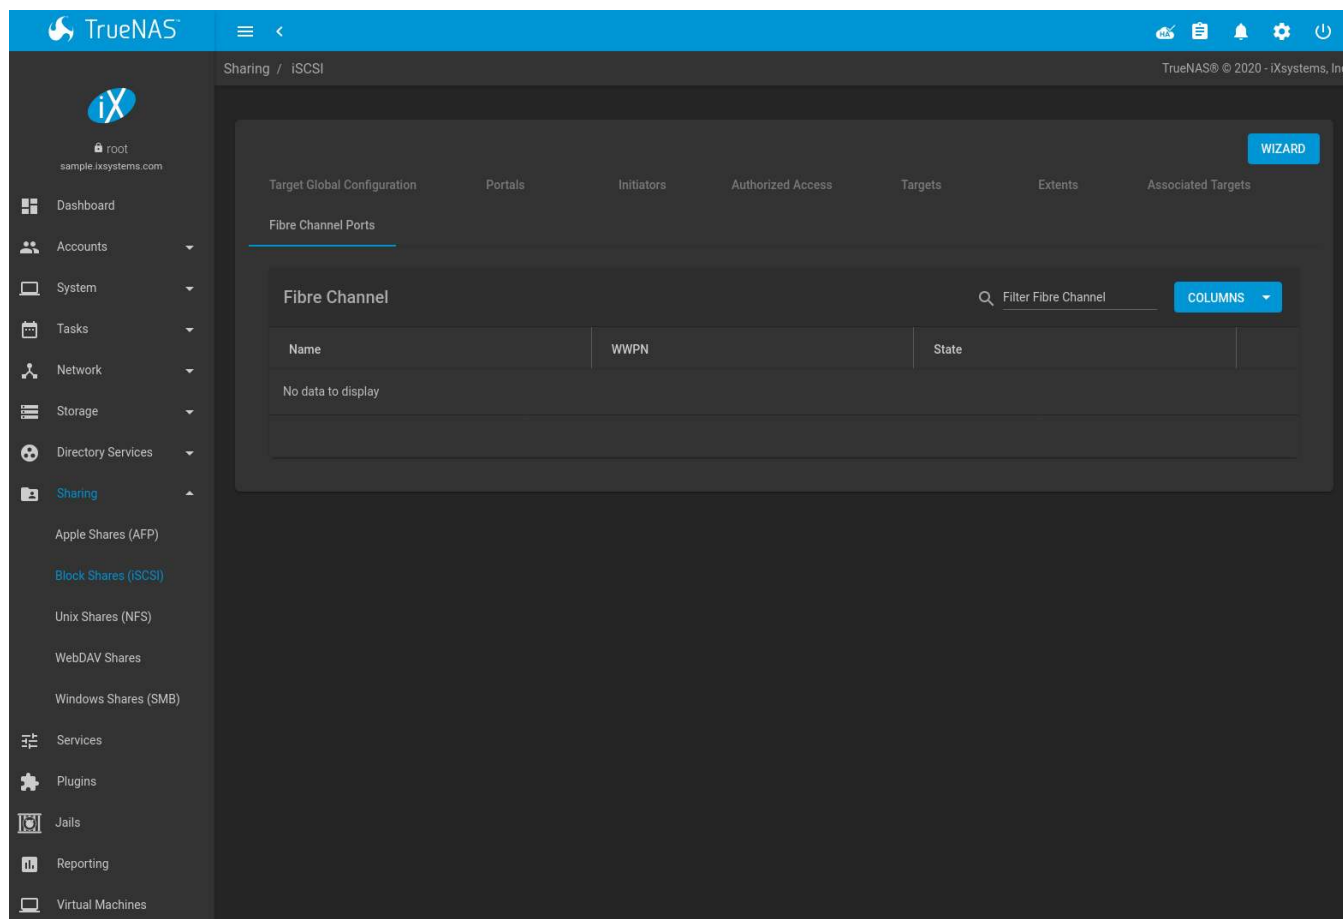 TrueNAS
HA
Sharing / iSCSI
TrueNAS® © 2020 - iXsystems, Inc
iX
root
sample.ixsystems.com
WIZARD
Target Global Configuration Portals Initiators Authorized Access Targets Extents Associated Targets
Fibre Channel Ports
Fibre Channel
Filter Fibre Channel
COLUMNS
Name WWPN State
No data to display
Dashboard
Accounts
System
Tasks
Network
Storage
Directory Services
Sharing
Apple Shares (AFP)
Block Shares (iSCSI)
Unix Shares (NFS)
WebDAV Shares
Windows Shares (SMB)
Services
Plugins
Jails
Reporting
Virtual Machines